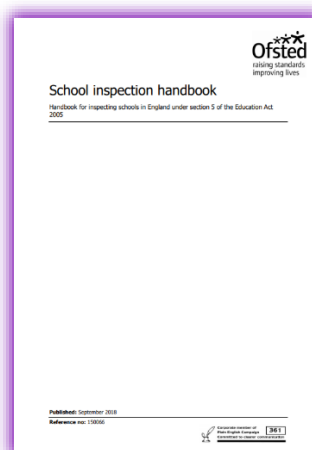 Ofsted
raising standards
improving lives
School inspection handbook
Handbook for inspecting schools in England under section 5 of the Education Act
2005
Published: September 2018
Reference no: 150066
Corporate member of
Plain English Campaign
Committed to clearer communication
361